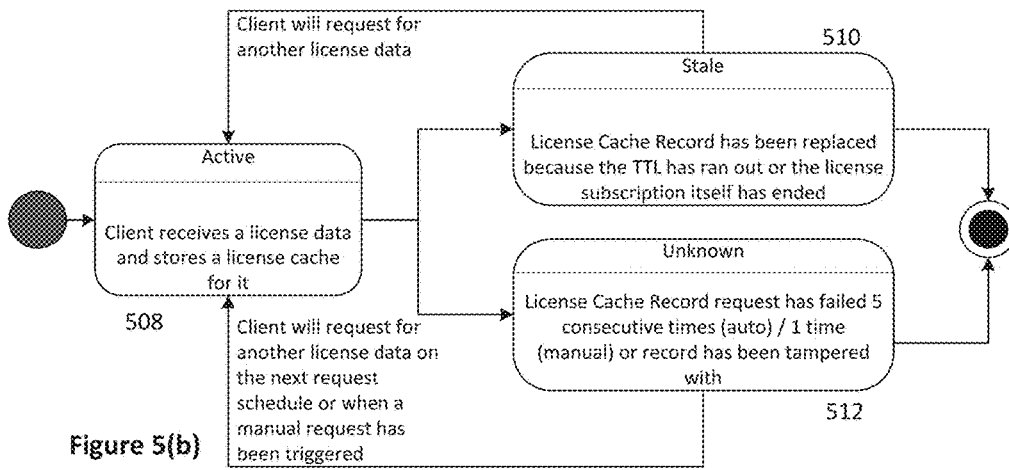 Client will request for
another license data
510
Stale
License Cache Record has been replaced
because the TTL has ran out or the license
subscription itself has ended
Active
Client receives a license data
and stores a license cache
for it
508
Unknown
License Cache Record request has failed 5
consecutive times (auto) / 1 time
(manual) or record has been tampered
with
512
Client will request for
another license data on
the next request
schedule or when a
manual request has
been triggered
Figure 5(b)